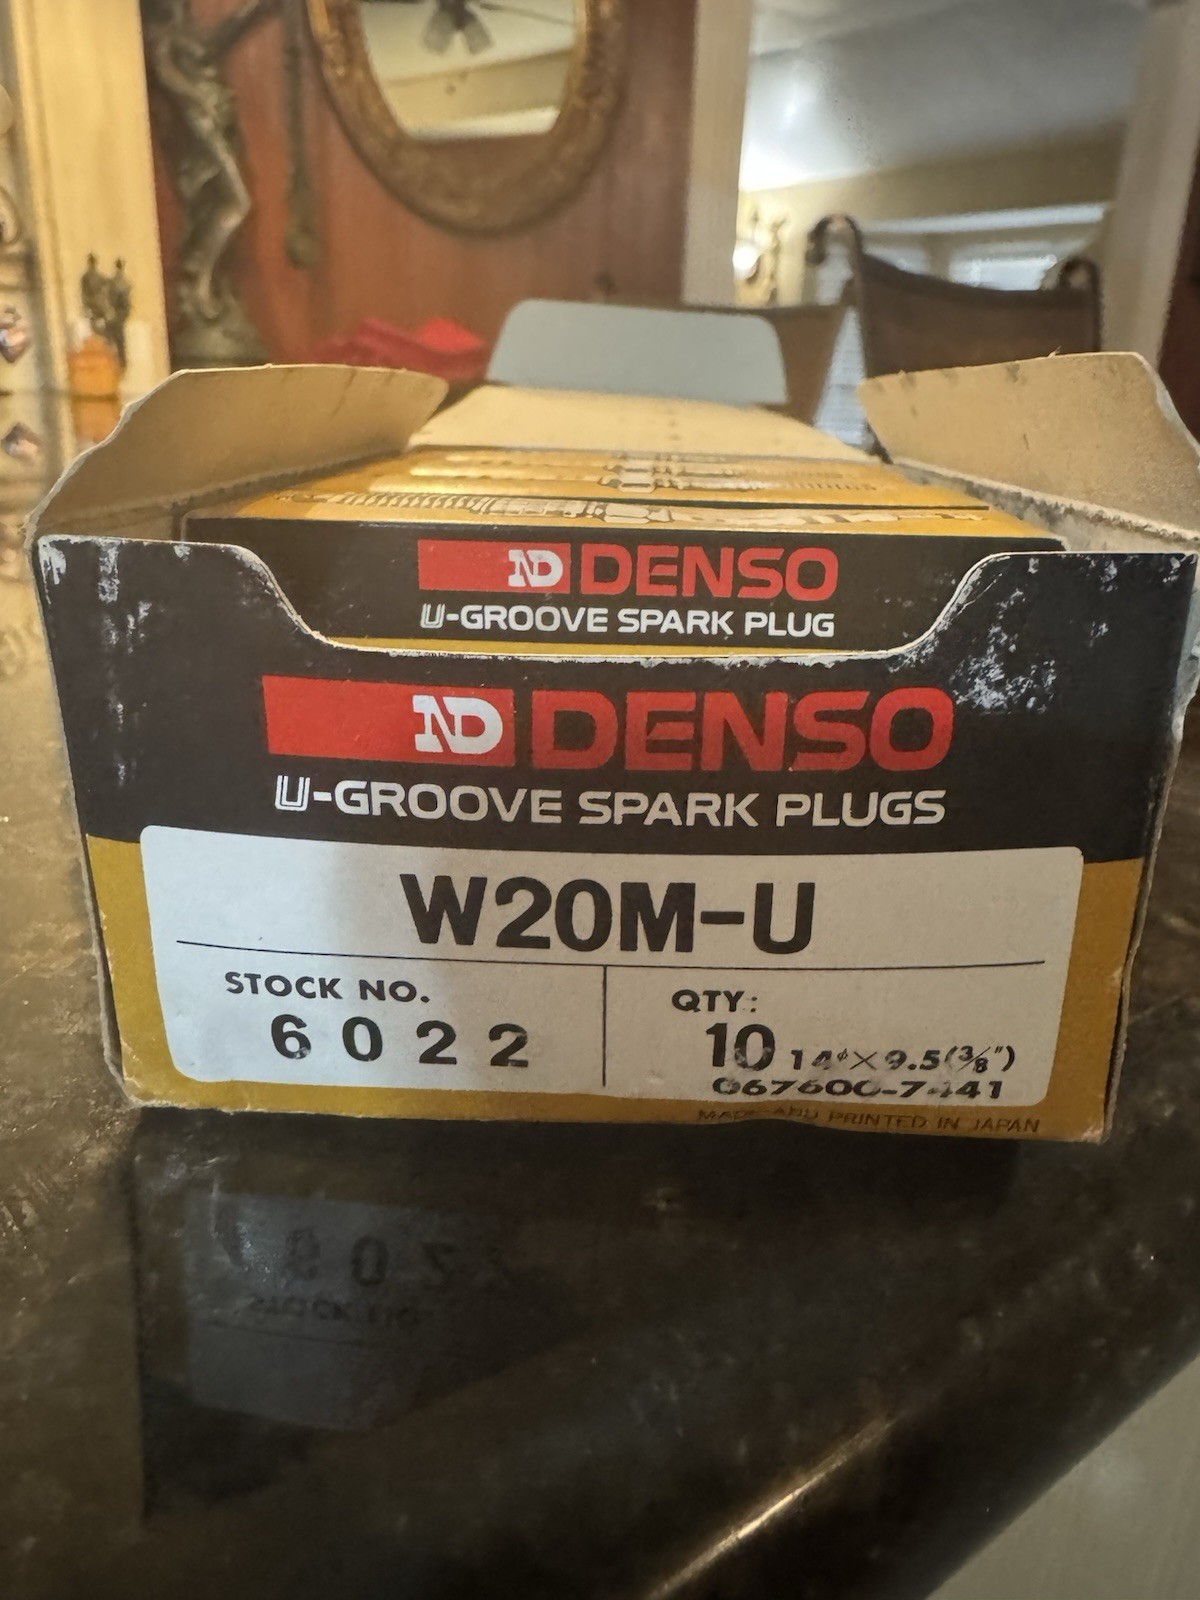 ND DENSO
U-GROOVE SPARK PLUG
ND DENSO
U-GROOVE SPARK PLUGS
W20M-U
STOCK NO.
6022
QTY:
10 14φ×9.5(3/8")
067600-7441
MADE AND PRINTED IN JAPAN